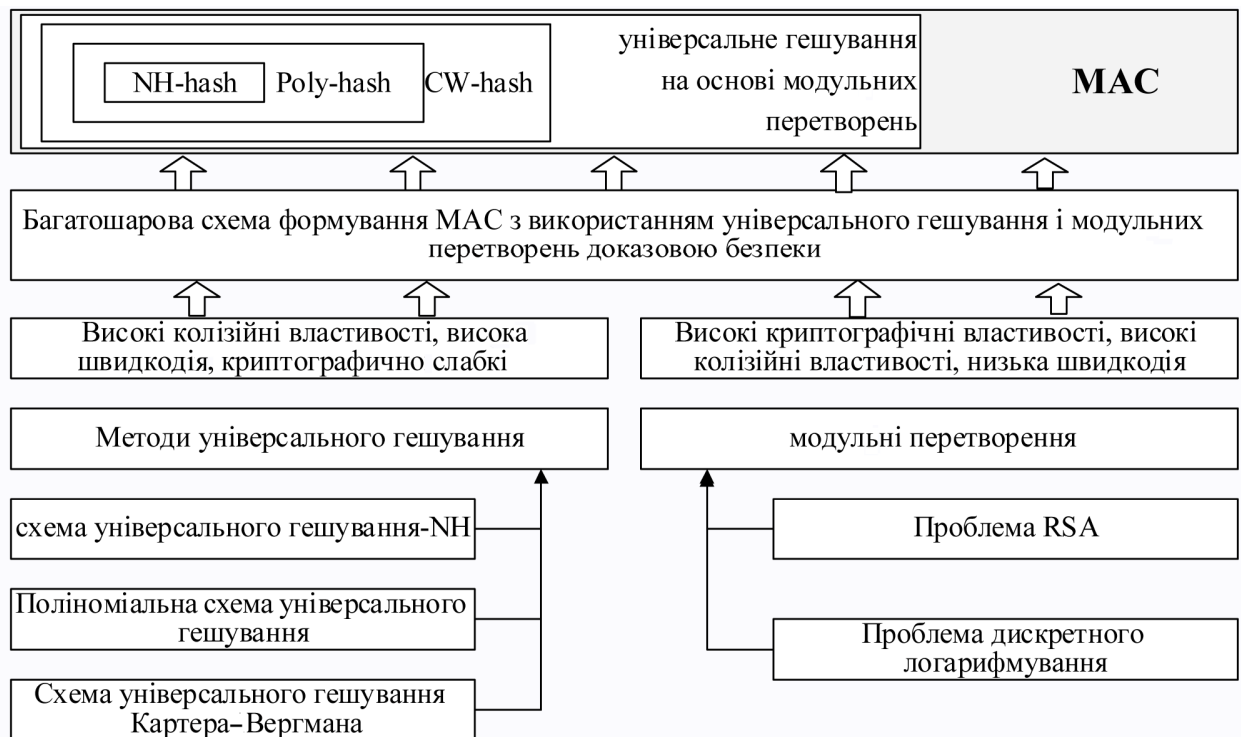 універсальне гешування
на основі модульних
перетворень
NH-hash
Poly-hash
CW-hash
МАС
Багатошарова схема формування МАС з використанням універсального гешування і модульних
перетворень доказовою безпеки
Високі колізійні властивості, висока
швидкодія, криптографично слабкі
Високі криптографічні властивості, високі
колізійні властивості, низька швидкодія
Методи універсального гешування
модульні перетворення
схема універсального гешування-NH
Проблема RSA
Поліноміальна схема універсального
гешування
Проблема дискретного
логарифмування
Схема універсального гешування
Картера–Вергмана